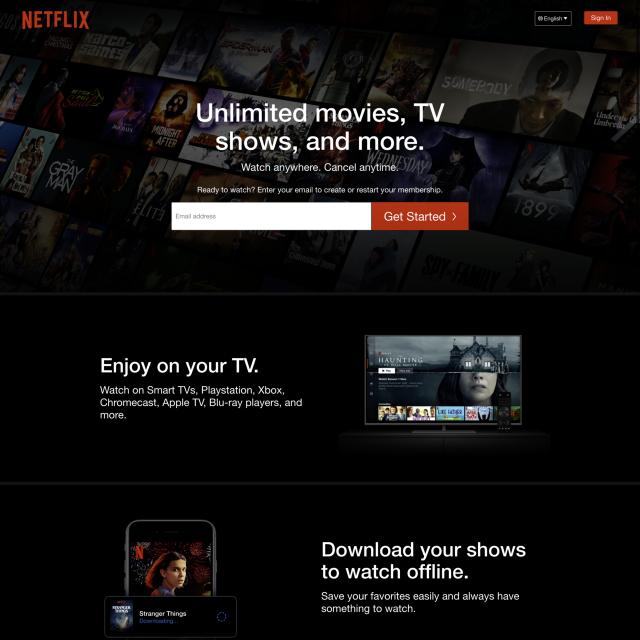 NETFLIX
English
Sign In
SOMEBODY
MIDNIGHT
AFTER
THE
GRAY
MAN
WEDNESDAY
ELITE
1899
SPY×FAMILY
Unlimited movies, TV
shows, and more.
Watch anywhere. Cancel anytime.
Ready to watch? Enter your email to create or restart your membership.
Email address
Get Started
Enjoy on your TV.
Watch on Smart TVs, Playstation, Xbox,
Chromecast, Apple TV, Blu-ray players, and
more.
HAUNTING
Download your shows
to watch offline.
Save your favorites easily and always have
something to watch.
N
STRANGER
THINGS
Stranger Things
Downloading...